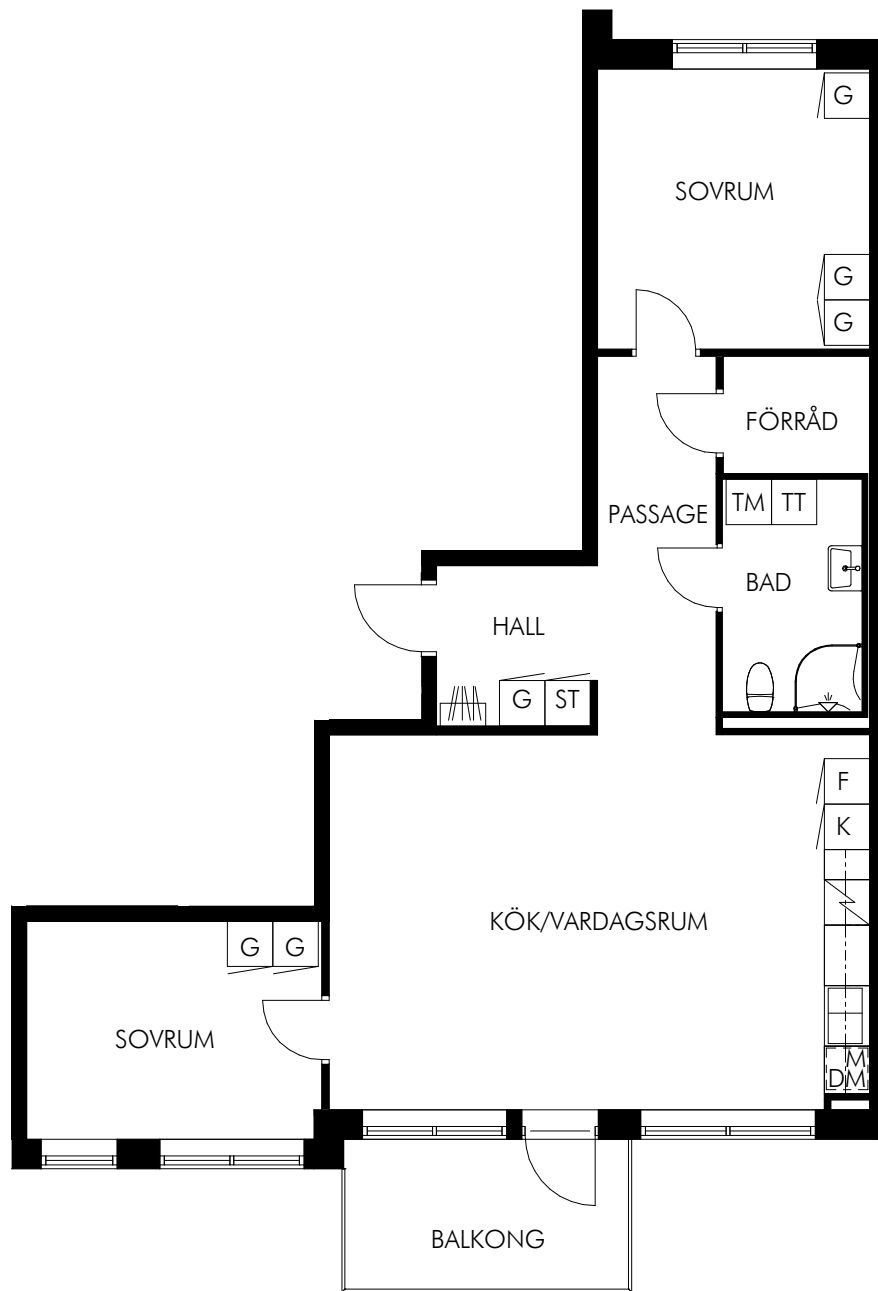 G
SOVRUM
G
G
FÖRRÅD
TM TT
PASSAGE
BAD
HALL
G ST
F
K
KÖK/VARDAGSRUM
G G
SOVRUM
M
DM
BALKONG